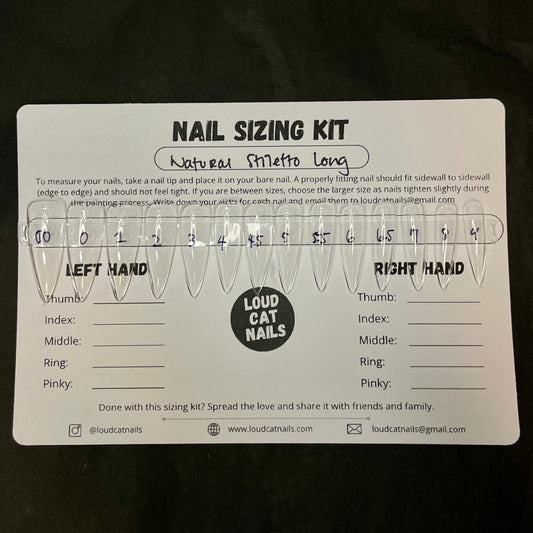 NAIL SIZING KIT
Natural Stiletto Long
To measure your nails, take a nail tip and place it on your bare nail. A properly fitting nail should fit sidewall to sidewall
(edge to edge) and should not feel tight. If you are between sizes, choose the larger size as nails tighten slightly during
the painting process. Write down your sizes for each nail and email them to loudcatnails@gmail.com
00 0 1 2 3 4 4.5 5 5.5 6 6.5 7 8 9
LEFT HAND
Thumb:
Index:
Middle:
Ring:
Pinky:
LOUD
CAT
NAILS
RIGHT HAND
Thumb:
Index:
Middle:
Ring:
Pinky:
Done with this sizing kit? Spread the love and share it with friends and family.
@loudcatnails www.loudcatnails.com loudcatnails@gmail.com